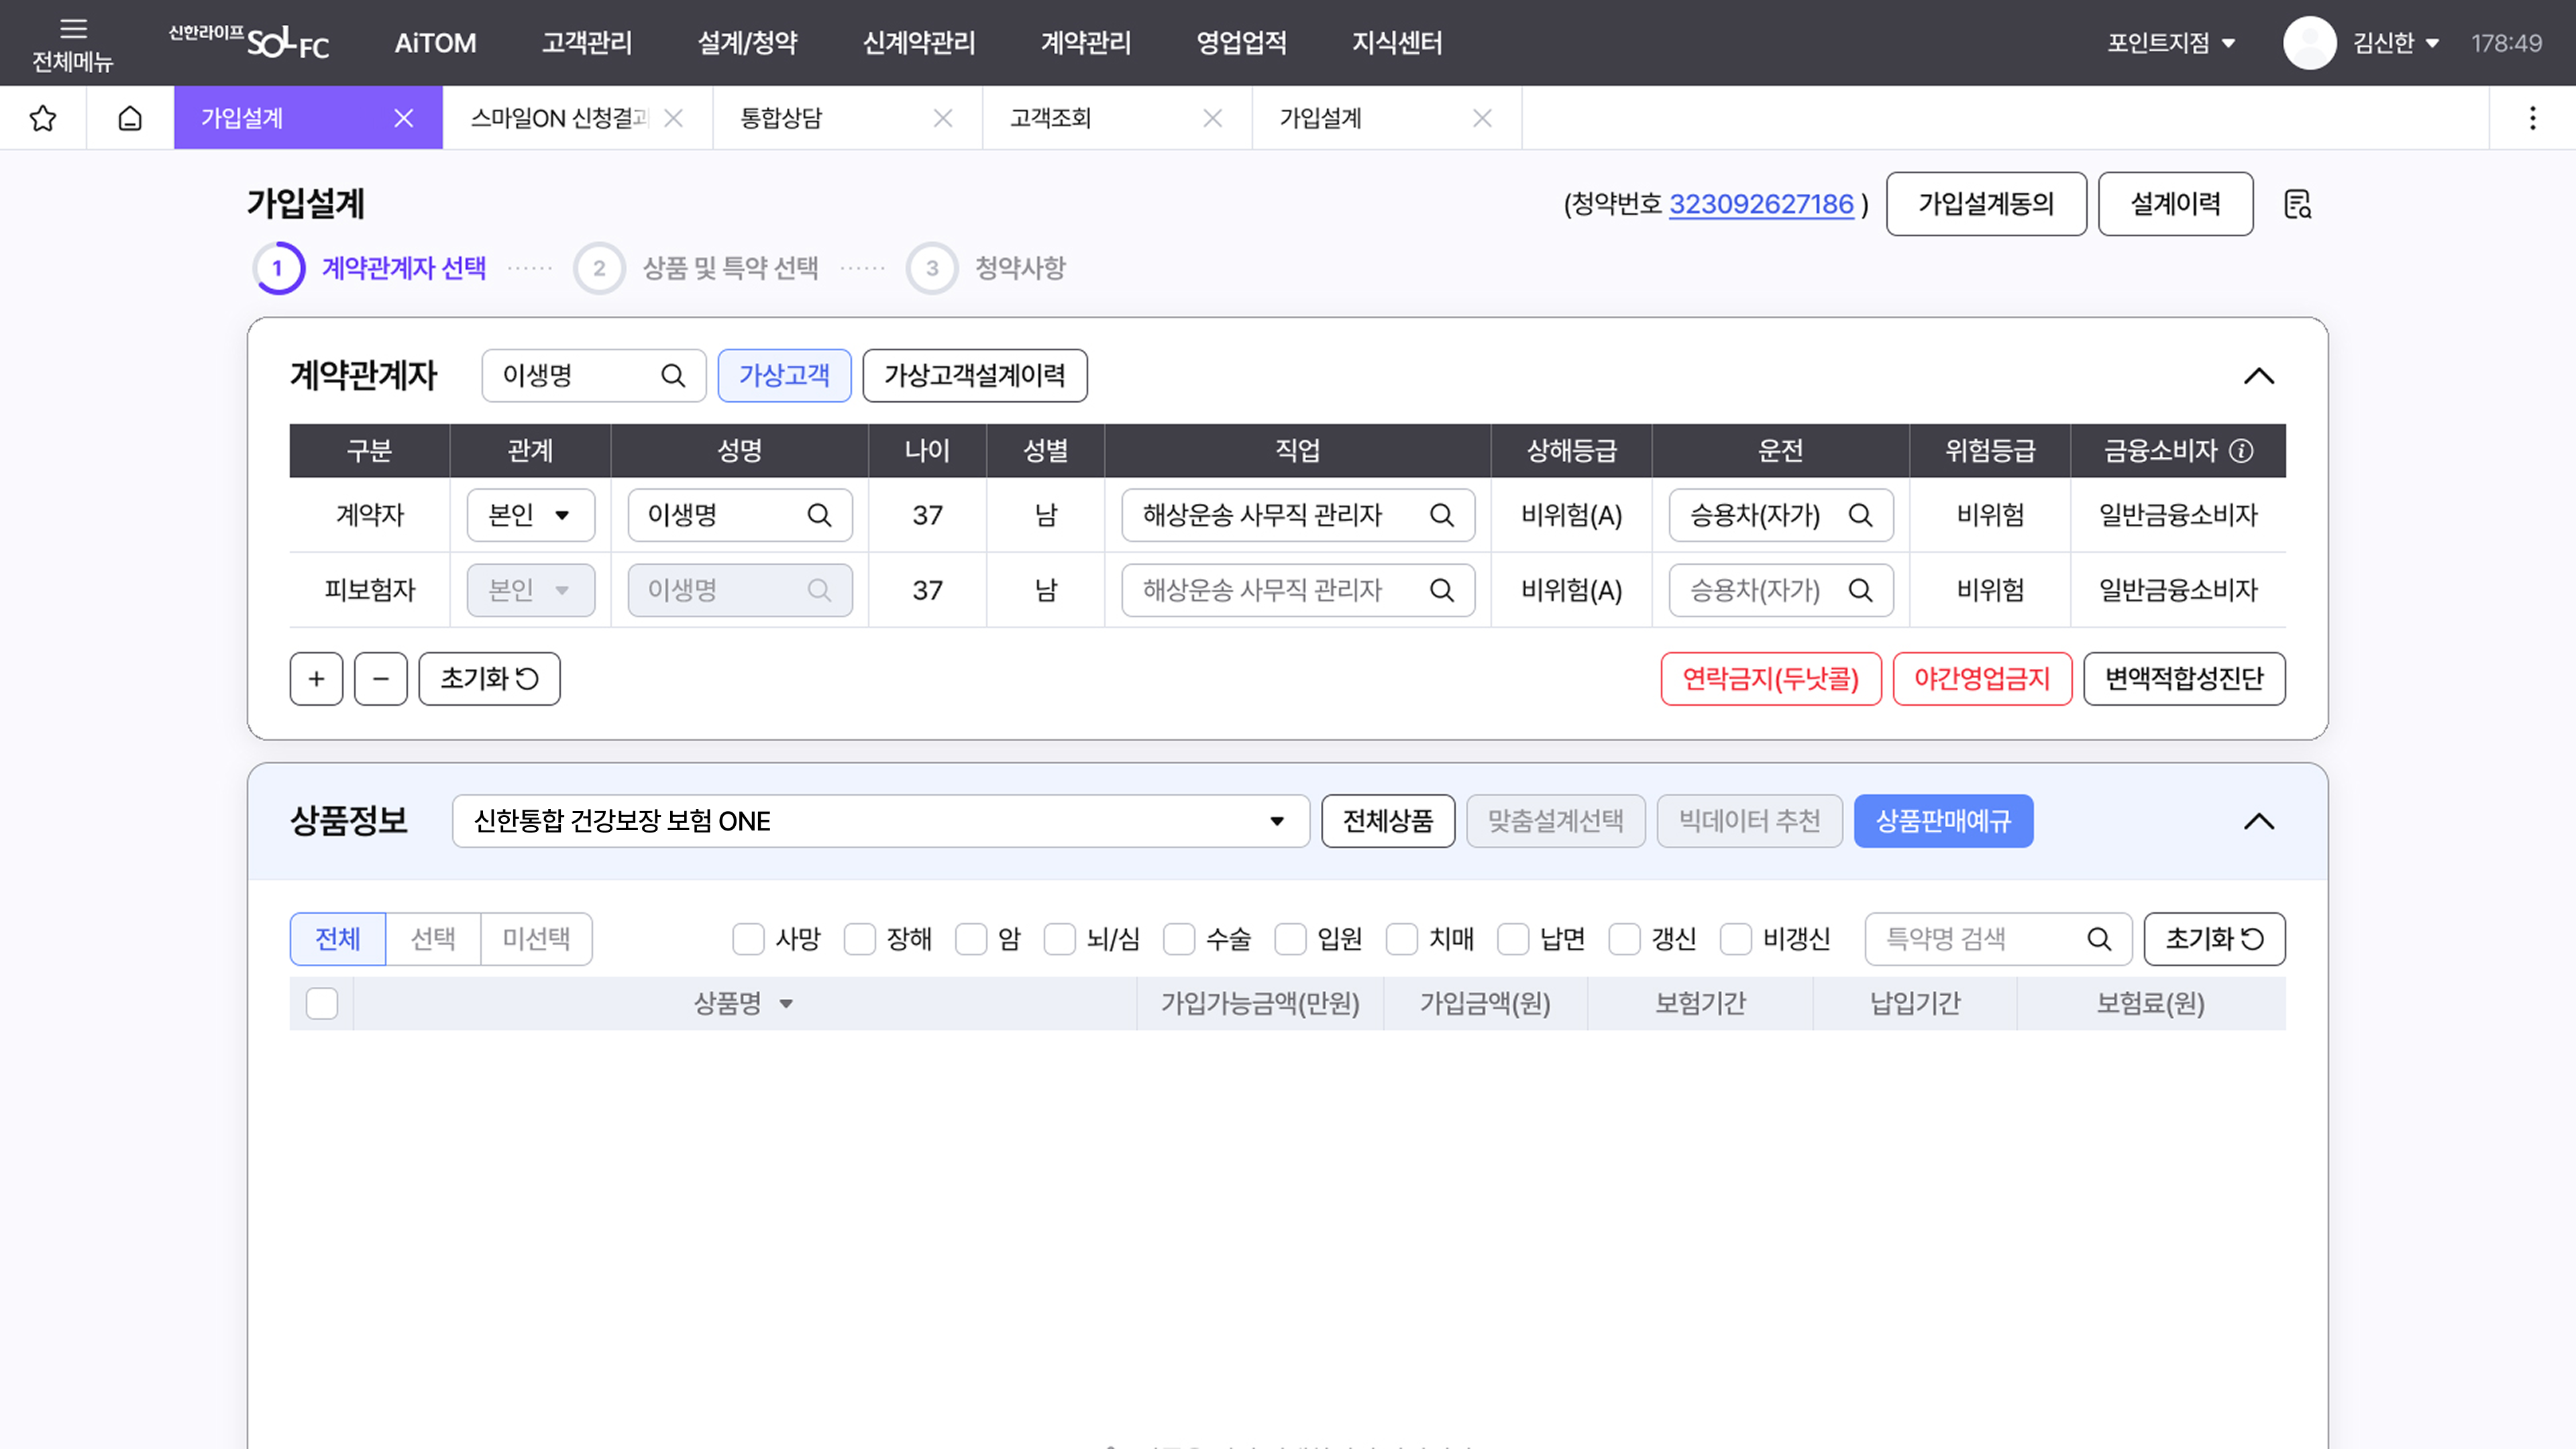 전체메뉴 신한라이프 SOL FC AiTOM 고객관리 설계/청약 신계약관리 계약관리 영업업적 지식센터 포인트지점 김신한 178:49
가입설계 스마일ON 신청결과 통합상담 고객조회 가입설계
가입설계 (청약번호 323092627186 ) 가입설계동의 설계이력
1 계약관계자 선택 2 상품 및 특약 선택 3 청약사항
계약관계자 이생명 가상고객 가상고객설계이력
구분 관계 성명 나이 성별 직업 상해등급 운전 위험등급 금융소비자
계약자 본인 이생명 37 남 해상운송 사무직 관리자 비위험(A) 승용차(자가) 비위험 일반금융소비자
피보험자 본인 이생명 37 남 해상운송 사무직 관리자 비위험(A) 승용차(자가) 비위험 일반금융소비자
+ − 초기화 연락금지(두낫콜) 야간영업금지 변액적합성진단
상품정보 신한통합 건강보장 보험 ONE 전체상품 맞춤설계선택 빅데이터 추천 상품판매예규
전체 선택 미선택 사망 장해 암 뇌/심 수술 입원 치매 납면 갱신 비갱신 특약명 검색 초기화
상품명 가입가능금액(만원) 가입금액(원) 보험기간 납입기간 보험료(원)